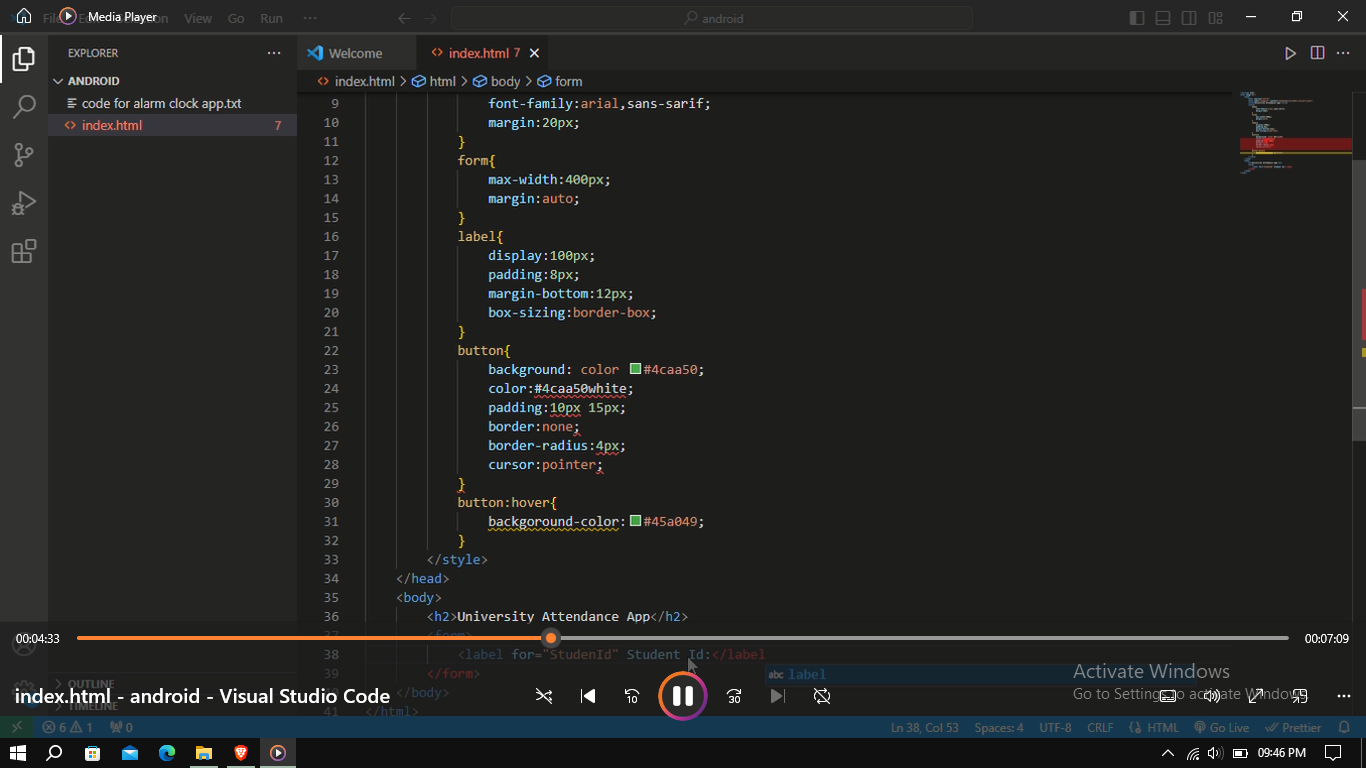 File Edit Selection View Go Run ···
Media Player
android
EXPLORER
Welcome
index.html 7
ANDROID
index.html > html > body > form
code for alarm clock app.txt
index.html 7
9 font-family:arial,sans-sarif;
10 margin:20px;
11 }
12 form{
13 max-width:400px;
14 margin:auto;
15 }
16 label{
17 display:100px;
18 padding:8px;
19 margin-bottom:12px;
20 box-sizing:border-box;
21 }
22 button{
23 background: color #4caa50;
24 color:#4caa50white;
25 padding:10px 15px;
26 border:none;
27 border-radius:4px;
28 cursor:pointer;
29 }
30 button:hover{
31 backgoround-color:#45a049;
32 }
33 </style>
34 </head>
35 <body>
36 <h2>University Attendance App</h2>
37 <form>
00:04:33
00:07:09
38 <label for="StudenId" Student Id:</label
39 </form>
abc label
Activate Windows
Go to Settings to activate Windows.
OUTLINE
40 </body>
index.html - android - Visual Studio Code
10
30
TIMELINE
41 </html>
6 1 0
Ln 38, Col 53 Spaces: 4 UTF-8 CRLF {} HTML Go Live Prettier
09:46 PM